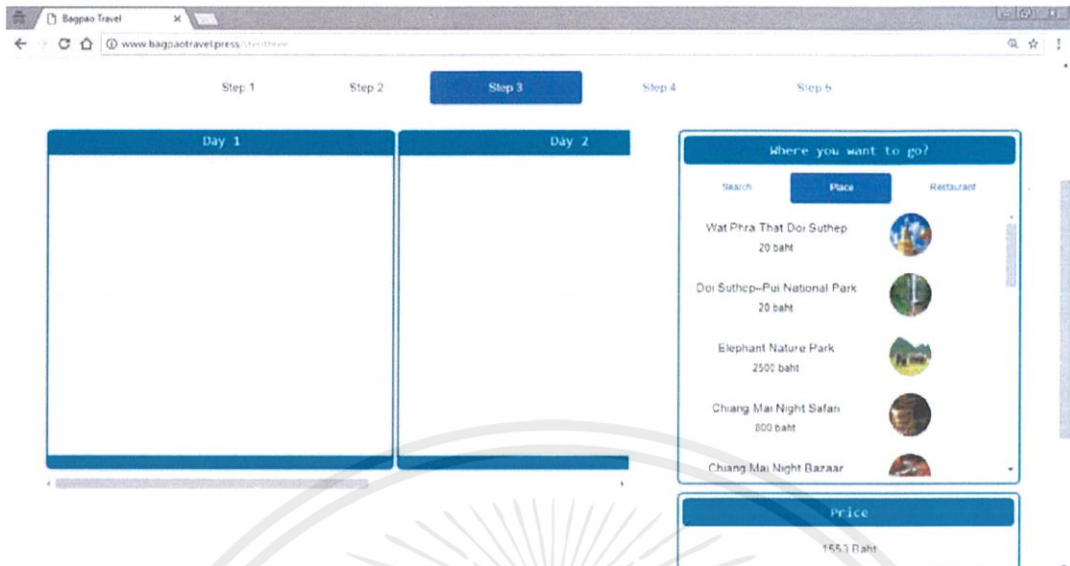 Bagpao Travel
www.bagpaotravel.press/stepthree
Step 1
Step 2
Step 3
Step 4
Step 5
Day 1
Day 2
Where you want to go?
Search
Place
Restaurant
Wat Phra That Doi Suthep
20 baht
Doi Suthep–Pui National Park
20 baht
Elephant Nature Park
2500 baht
Chiang Mai Night Safari
800 baht
Chiang Mai Night Bazaar
Price
1553 Baht